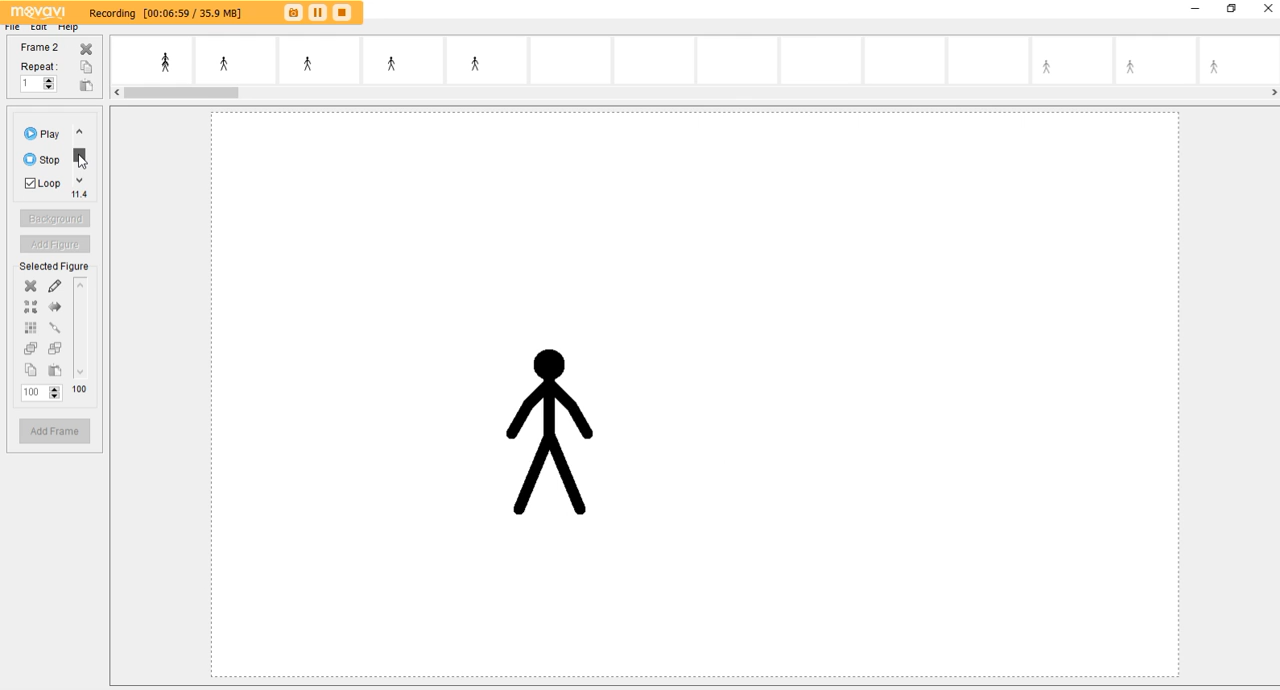 movavi Recording [00:06:59 / 35.9 MB]
File Edit Help
Frame 2
Repeat:
1
Play
Stop
Loop
11.4
Background
Add Figure
Selected Figure
100 100
Add Frame